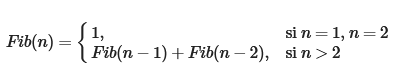 Fib(n) = { 1, si n = 1, n = 2
Fib(n − 1) + Fib(n − 2), si n > 2